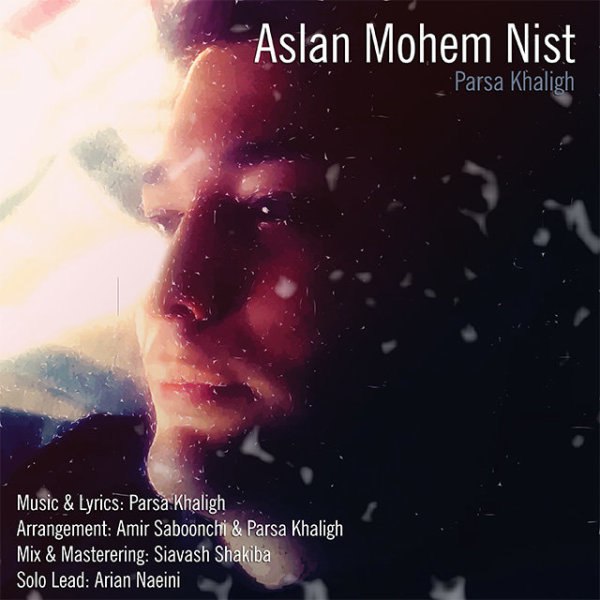 Aslan Mohem Nist
Parsa Khaligh
Music & Lyrics: Parsa Khaligh
Arrangement: Amir Saboonchi & Parsa Khaligh
Mix & Masterering: Siavash Shakiba
Solo Lead: Arian Naeini